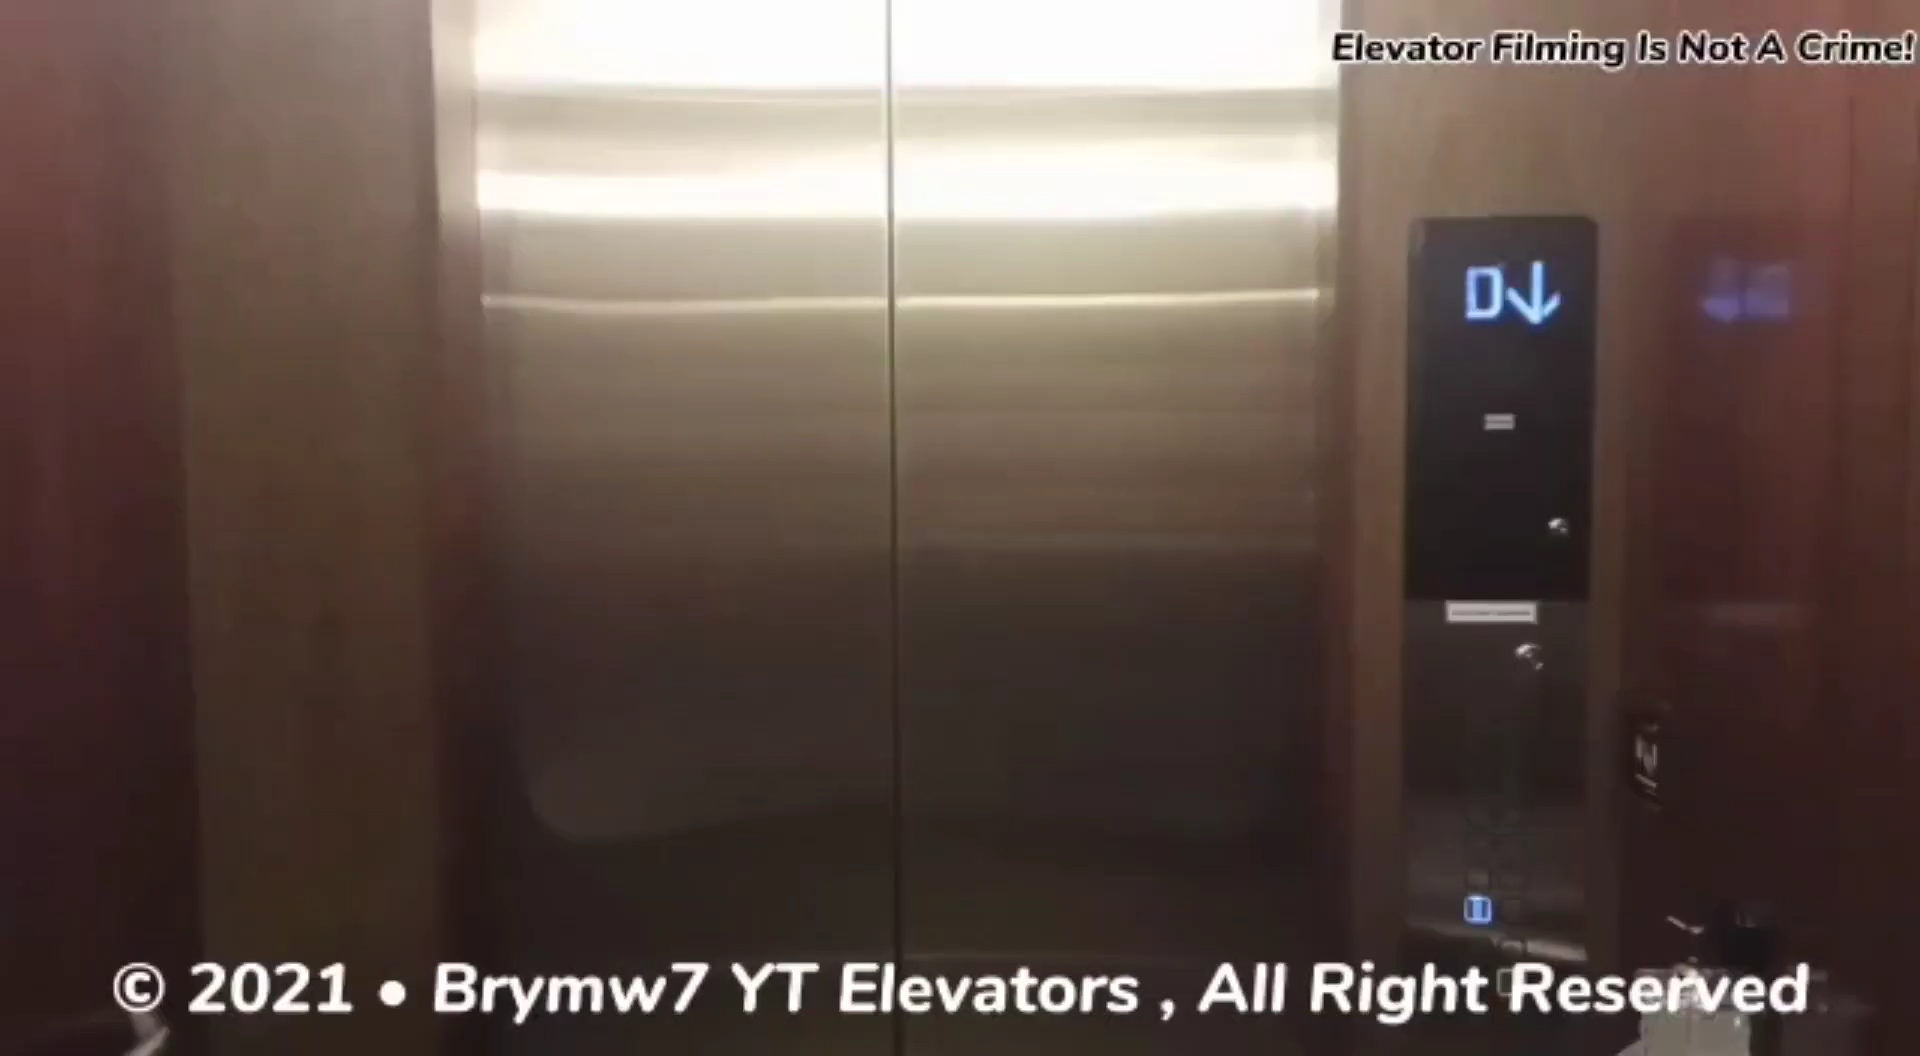 Elevator Filming Is Not A Crime!
D↓
© 2021 • Brymw7 YT Elevators , All Right Reserved